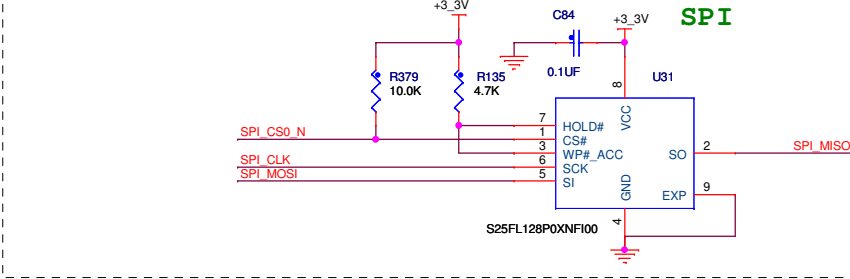 +3_3V
C84
+3_3V
SPI
R379
10.0K
R135
4.7K
0.1UF
U31
8
VCC
7
HOLD#
SPI_CS0_N
1
CS#
3
WP#_ACC
SO
2
SPI_MISO
SPI_CLK
6
SCK
SPI_MOSI
5
SI
GND
EXP
9
4
S25FL128P0XNFI00